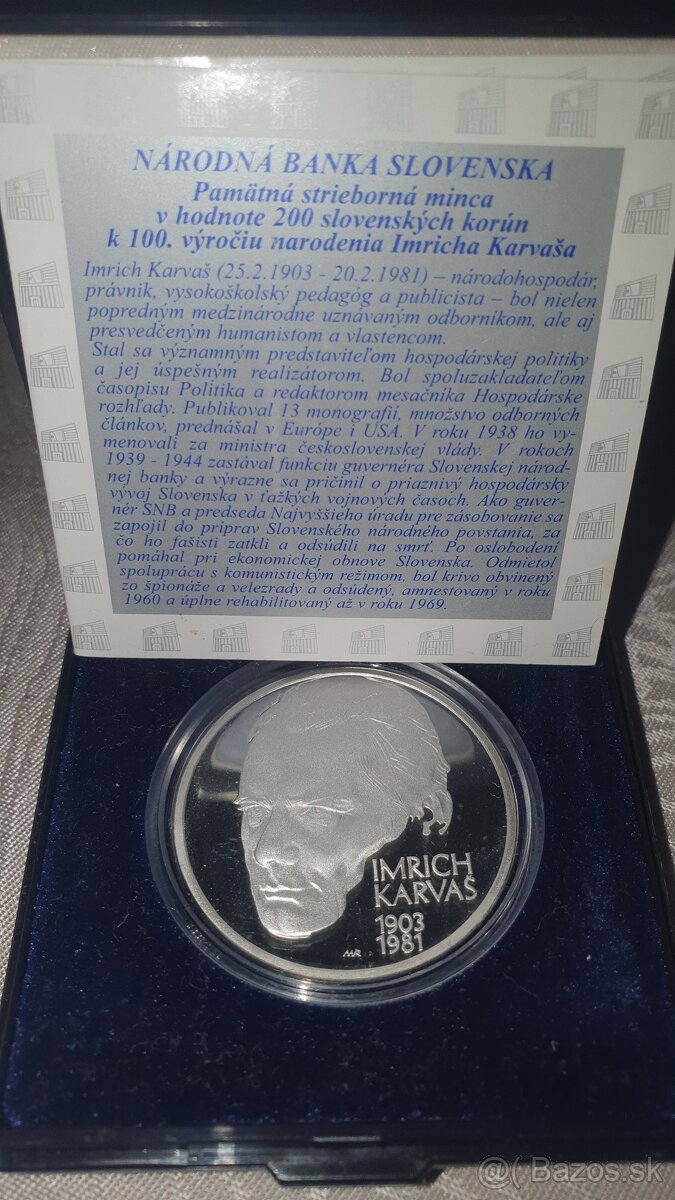 NÁRODNÁ BANKA SLOVENSKA
Pamätná strieborná minca
v hodnote 200 slovenských korún
k 100. výročiu narodenia Imricha Karvaša
Imrich Karvaš (25.2.1903 - 20.2.1981) – národohospodár,
právnik, vysokoškolský pedagóg a publicista – bol nielen
popredným medzinárodne uznávaným odborníkom, ale aj
presvedčeným humanistom a vlastencom.
Stal sa významným predstaviteľom hospodárskej politiky
a jej úspešným realizátorom. Bol spoluzakladateľom
časopisu Politika a redaktorom mesačníka Hospodárske
rozhľady. Publikoval 13 monografií, množstvo odborných
článkov, prednášal v Európe i USA. V roku 1938 ho vy-
menovali za ministra československej vlády. V rokoch
1939 - 1944 zastával funkciu guvernéra Slovenskej národ-
nej banky a výrazne sa pričinil o priaznivý hospodársky
vývoj Slovenska v ťažkých vojnových časoch. Ako guver-
nér SNB a predseda Najvyššieho úradu pre zásobovanie sa
zapojil do príprav Slovenského národného povstania, za
čo ho fašisti zatkli a odsúdili na smrť. Po oslobodení
pomáhal pri ekonomickej obnove Slovenska. Odmietol
spoluprácu s komunistickým režimom, bol krivo obvinený
zo špionáže a velezrady a odsúdený, amnestovaný v roku
1960 a úplne rehabilitovaný až v roku 1969.
IMRICH
KARVAŠ
1903
1981
MR
@( Bazos.sk